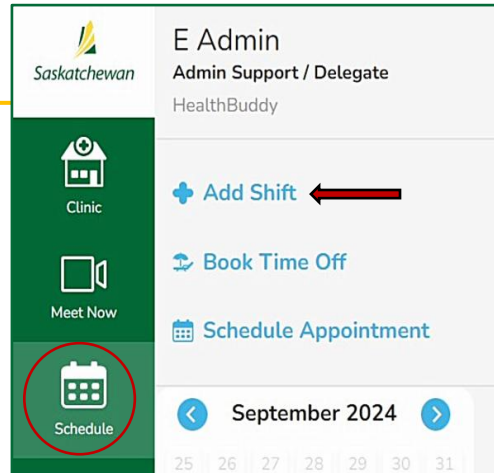 Saskatchewan
Clinic
Meet Now
Schedule
E Admin
Admin Support / Delegate
HealthBuddy
Add Shift
Book Time Off
Schedule Appointment
September 2024
25 26 27 28 29 30 31